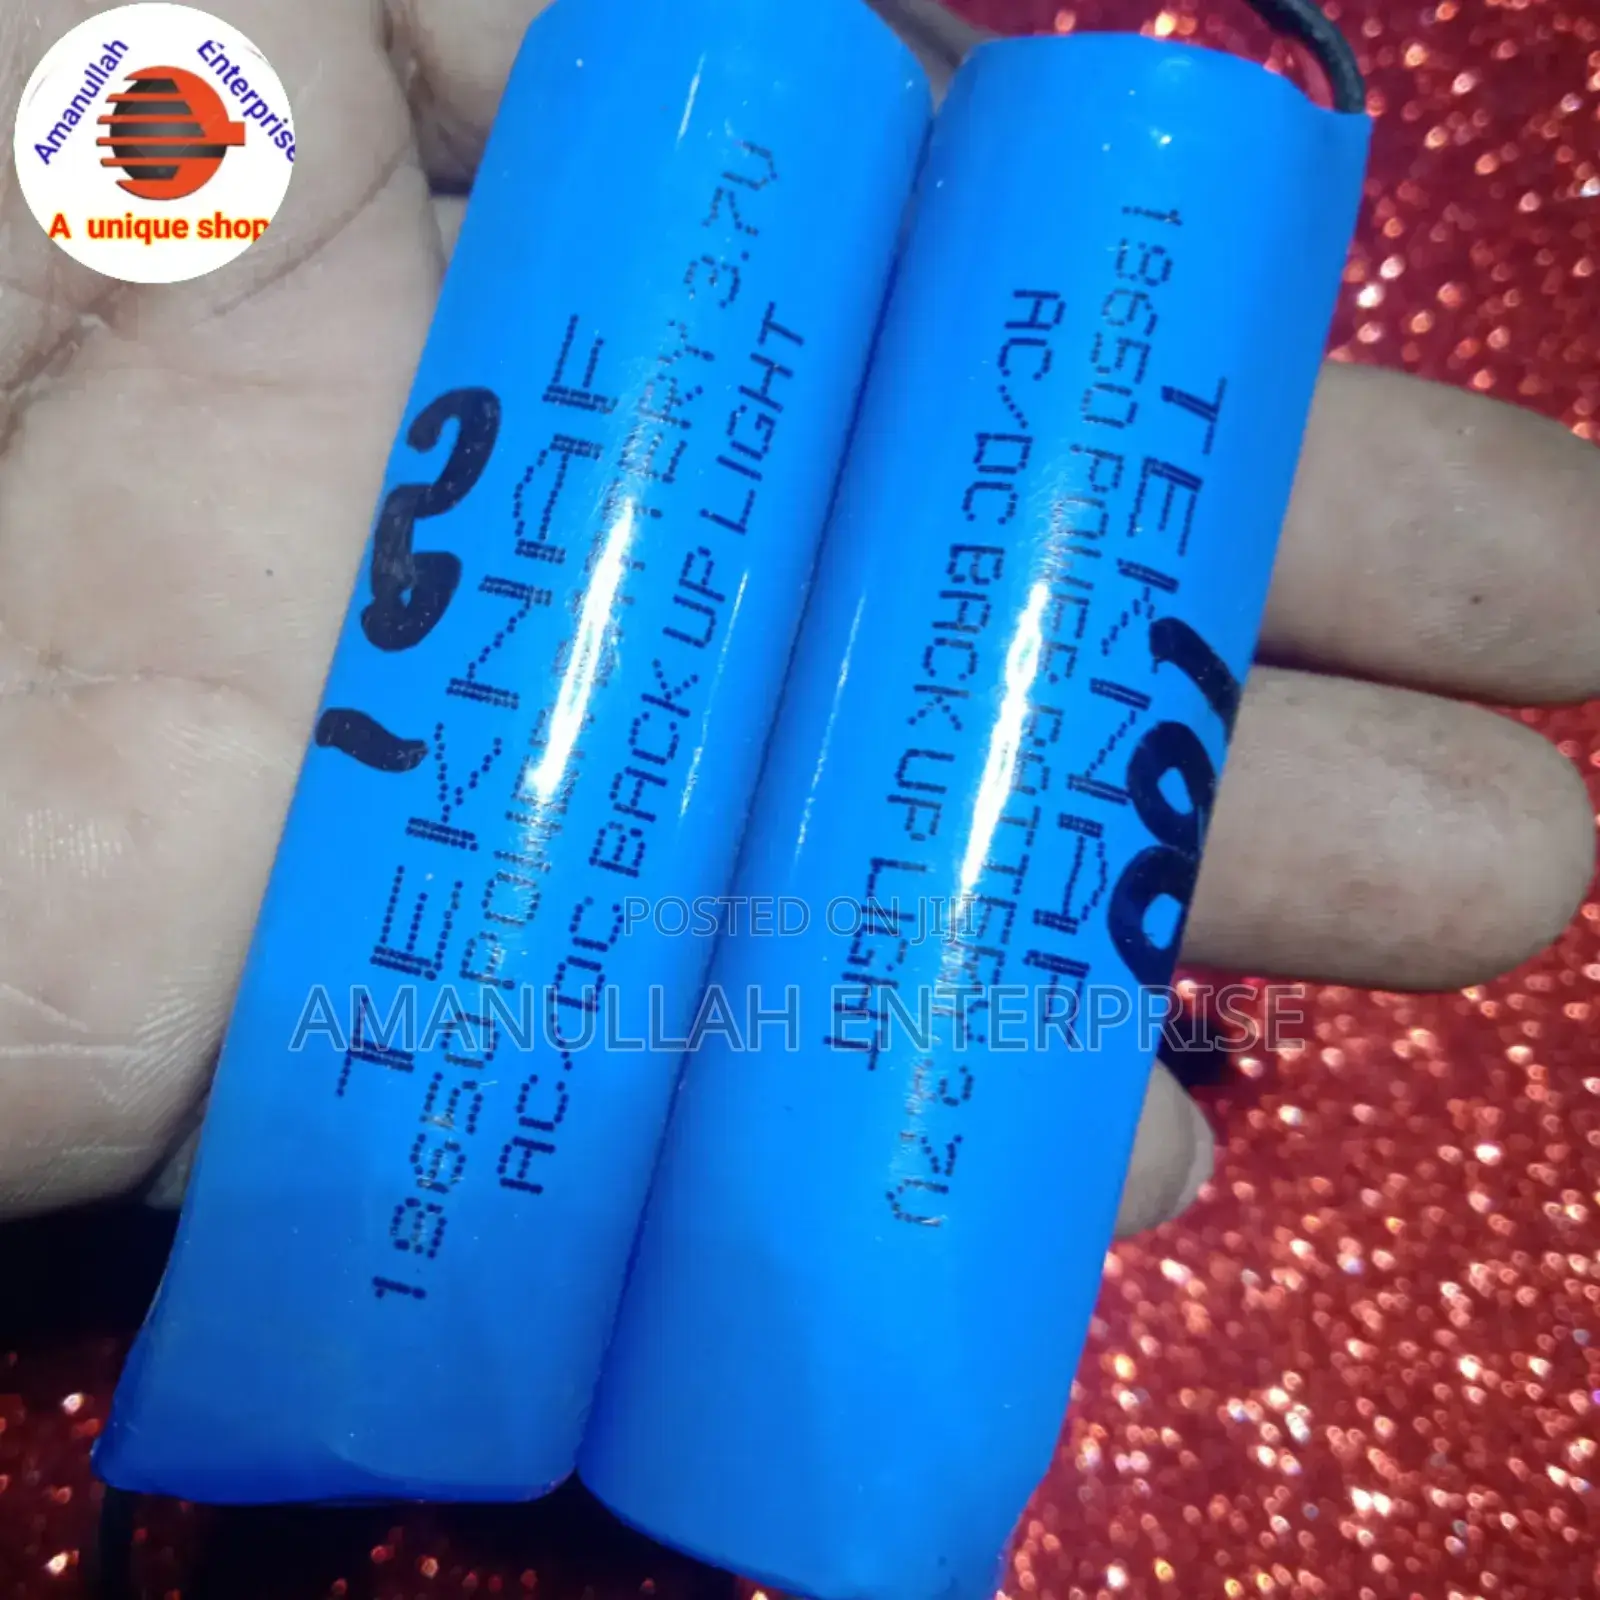 Amanullah Enterprise
A unique shop
TEKNAF
18650 POWER BATTERY 3.7V
AC/DC BACK UP LIGHT
TEKNAF
18650 POWER BATTERY 3.7V
AC/DC BACK UP LIGHT
100
POSTED ON JIJI
AMANULLAH ENTERPRISE